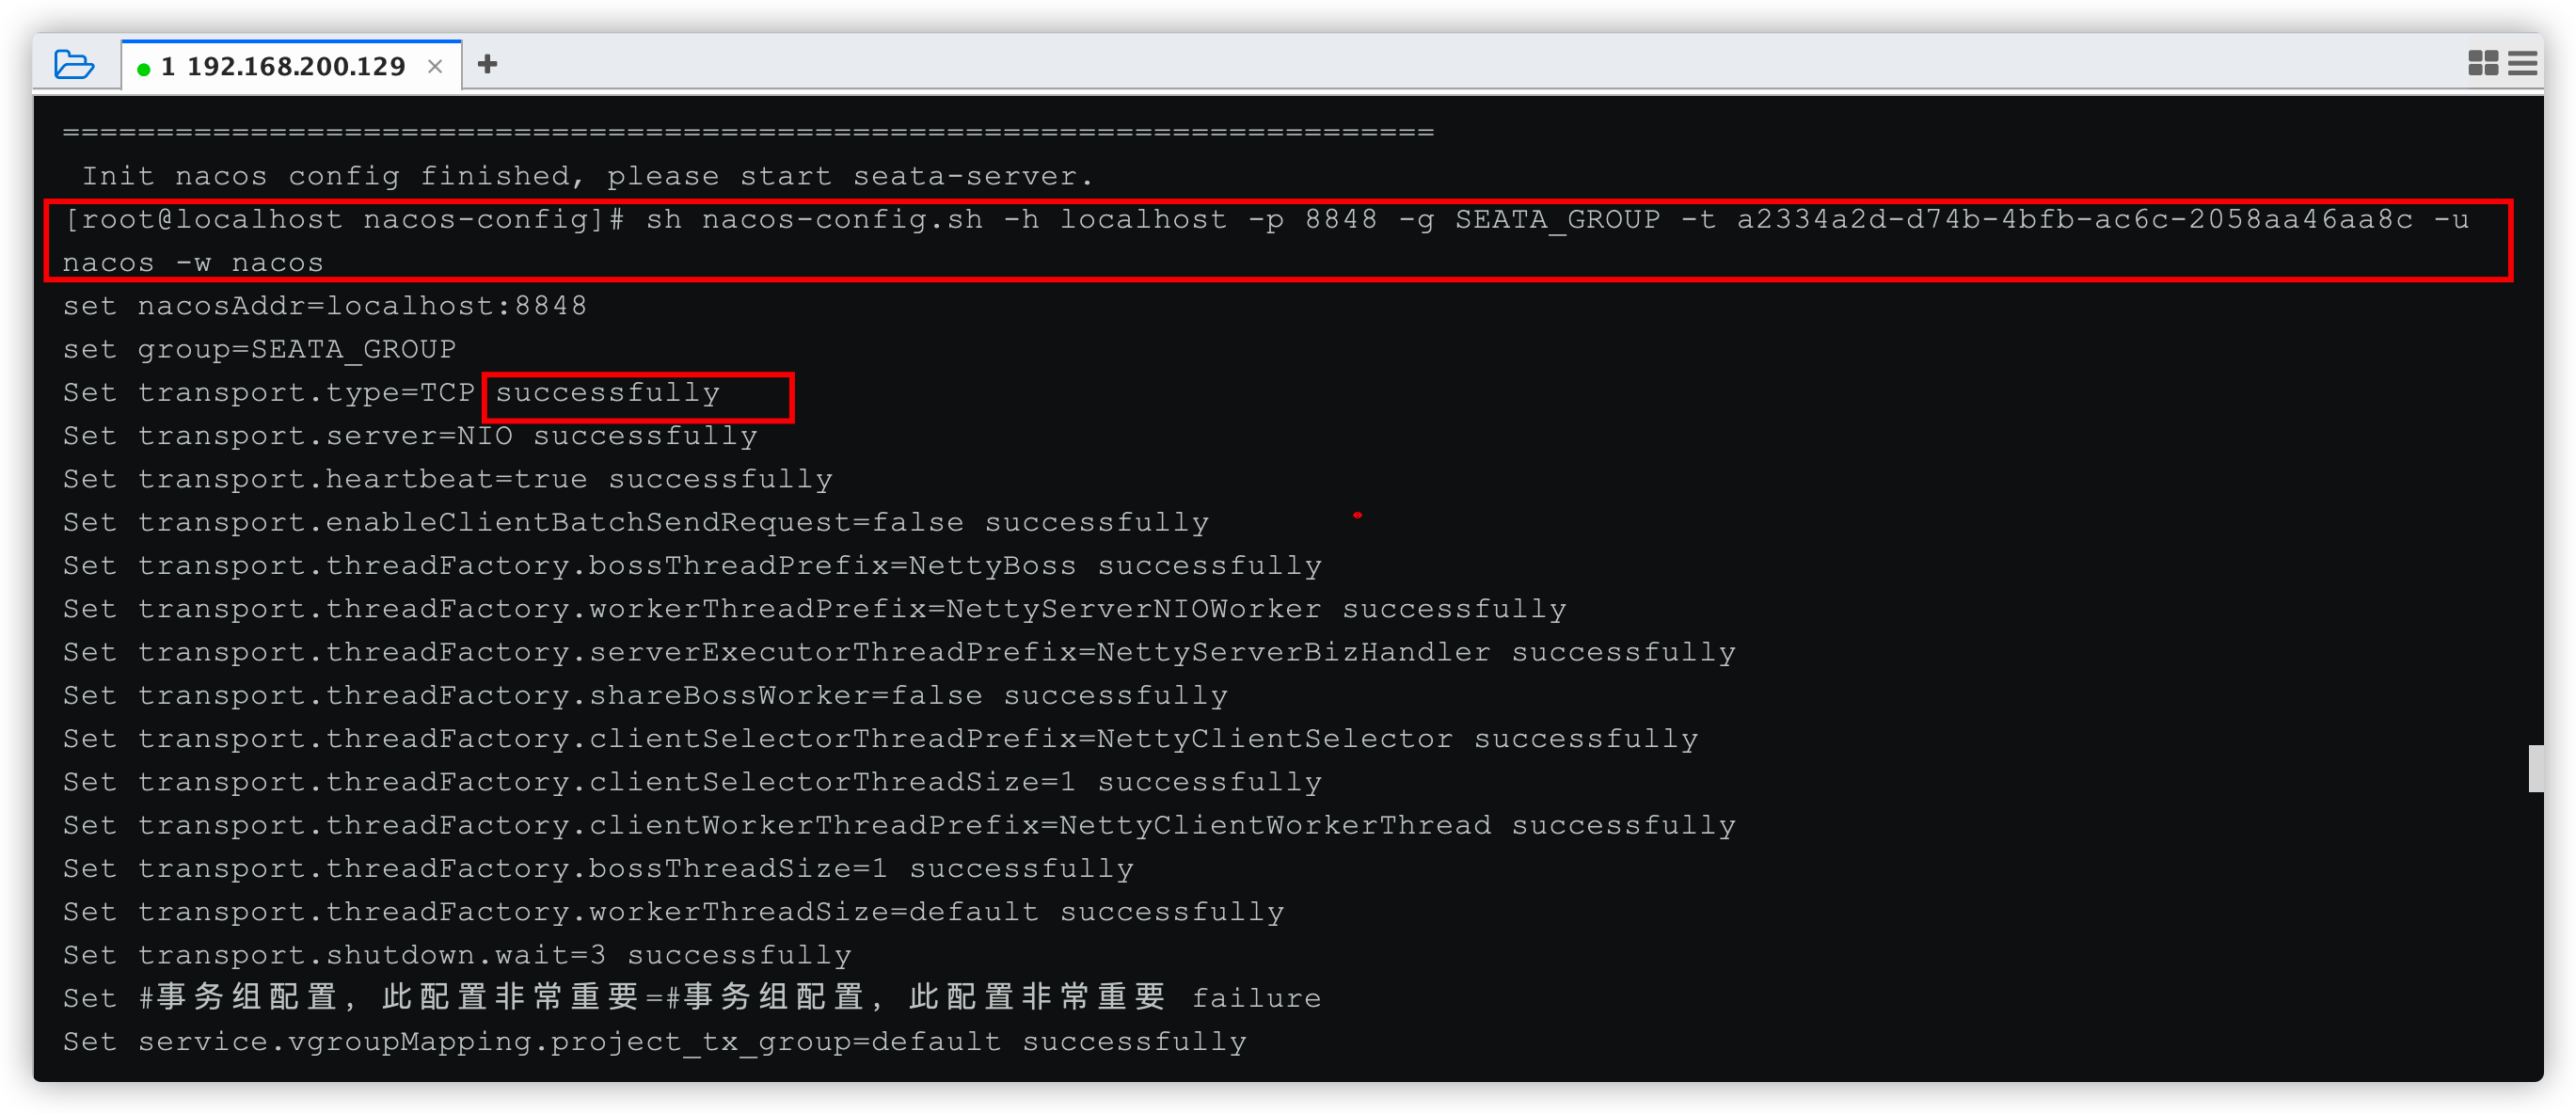 1 192.168.200.129
=========================================================================
Init nacos config finished, please start seata-server.
[root@localhost nacos-config]# sh nacos-config.sh -h localhost -p 8848 -g SEATA_GROUP -t a2334a2d-d74b-4bfb-ac6c-2058aa46aa8c -u
nacos -w nacos
set nacosAddr=localhost:8848
set group=SEATA_GROUP
Set transport.type=TCP successfully
Set transport.server=NIO successfully
Set transport.heartbeat=true successfully
Set transport.enableClientBatchSendRequest=false successfully
Set transport.threadFactory.bossThreadPrefix=NettyBoss successfully
Set transport.threadFactory.workerThreadPrefix=NettyServerNIOWorker successfully
Set transport.threadFactory.serverExecutorThreadPrefix=NettyServerBizHandler successfully
Set transport.threadFactory.shareBossWorker=false successfully
Set transport.threadFactory.clientSelectorThreadPrefix=NettyClientSelector successfully
Set transport.threadFactory.clientSelectorThreadSize=1 successfully
Set transport.threadFactory.clientWorkerThreadPrefix=NettyClientWorkerThread successfully
Set transport.threadFactory.bossThreadSize=1 successfully
Set transport.threadFactory.workerThreadSize=default successfully
Set transport.shutdown.wait=3 successfully
Set #事务组配置, 此配置非常重要=#事务组配置, 此配置非常重要 failure
Set service.vgroupMapping.project_tx_group=default successfully